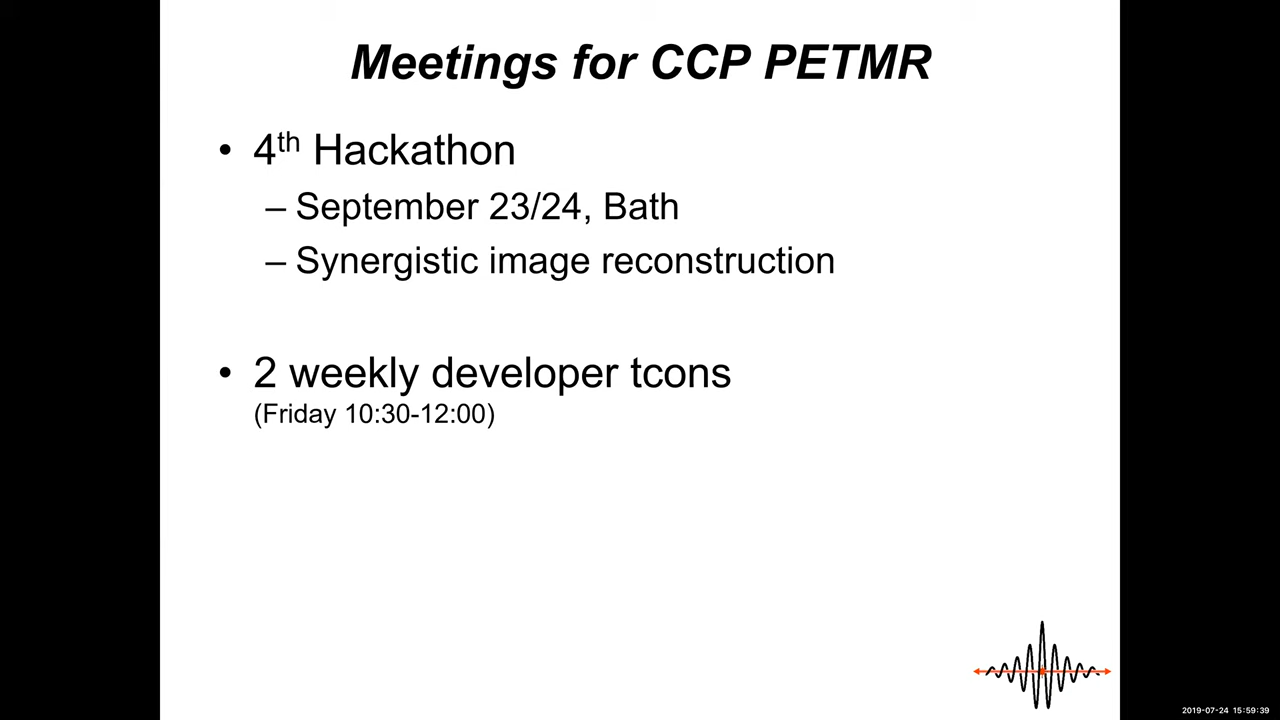 Meetings for CCP PETMR
• 4th Hackathon
– September 23/24, Bath
– Synergistic image reconstruction
• 2 weekly developer tcons
(Friday 10:30-12:00)
2019-07-24 15:59:39